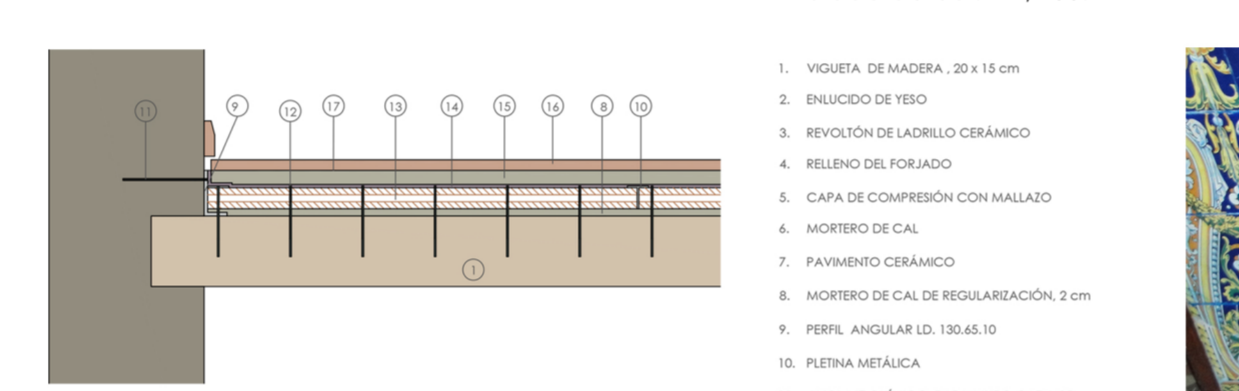 11 9 12 17 13 14 15 16 8 10
1
1. VIGUETA DE MADERA , 20 x 15 cm
2. ENLUCIDO DE YESO
3. REVOLTÓN DE LADRILLO CERÁMICO
4. RELLENO DEL FORJADO
5. CAPA DE COMPRESIÓN CON MALLAZO
6. MORTERO DE CAL
7. PAVIMENTO CERÁMICO
8. MORTERO DE CAL DE REGULARIZACIÓN, 2 cm
9. PERFIL ANGULAR LD. 130.65.10
10. PLETINA METÁLICA